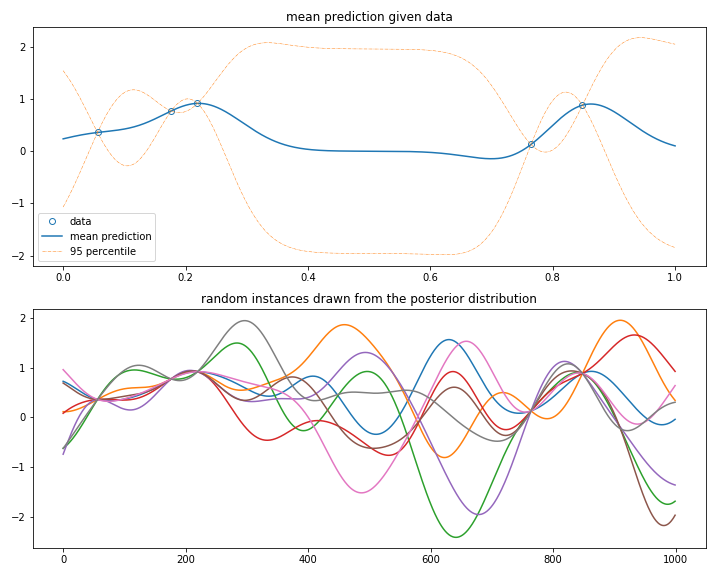 mean prediction given data
2
1
0
−1
−2
data
mean prediction
95 percentile
0.0 0.2 0.4 0.6 0.8 1.0
random instances drawn from the posterior distribution
2
1
0
−1
−2
0 200 400 600 800 1000